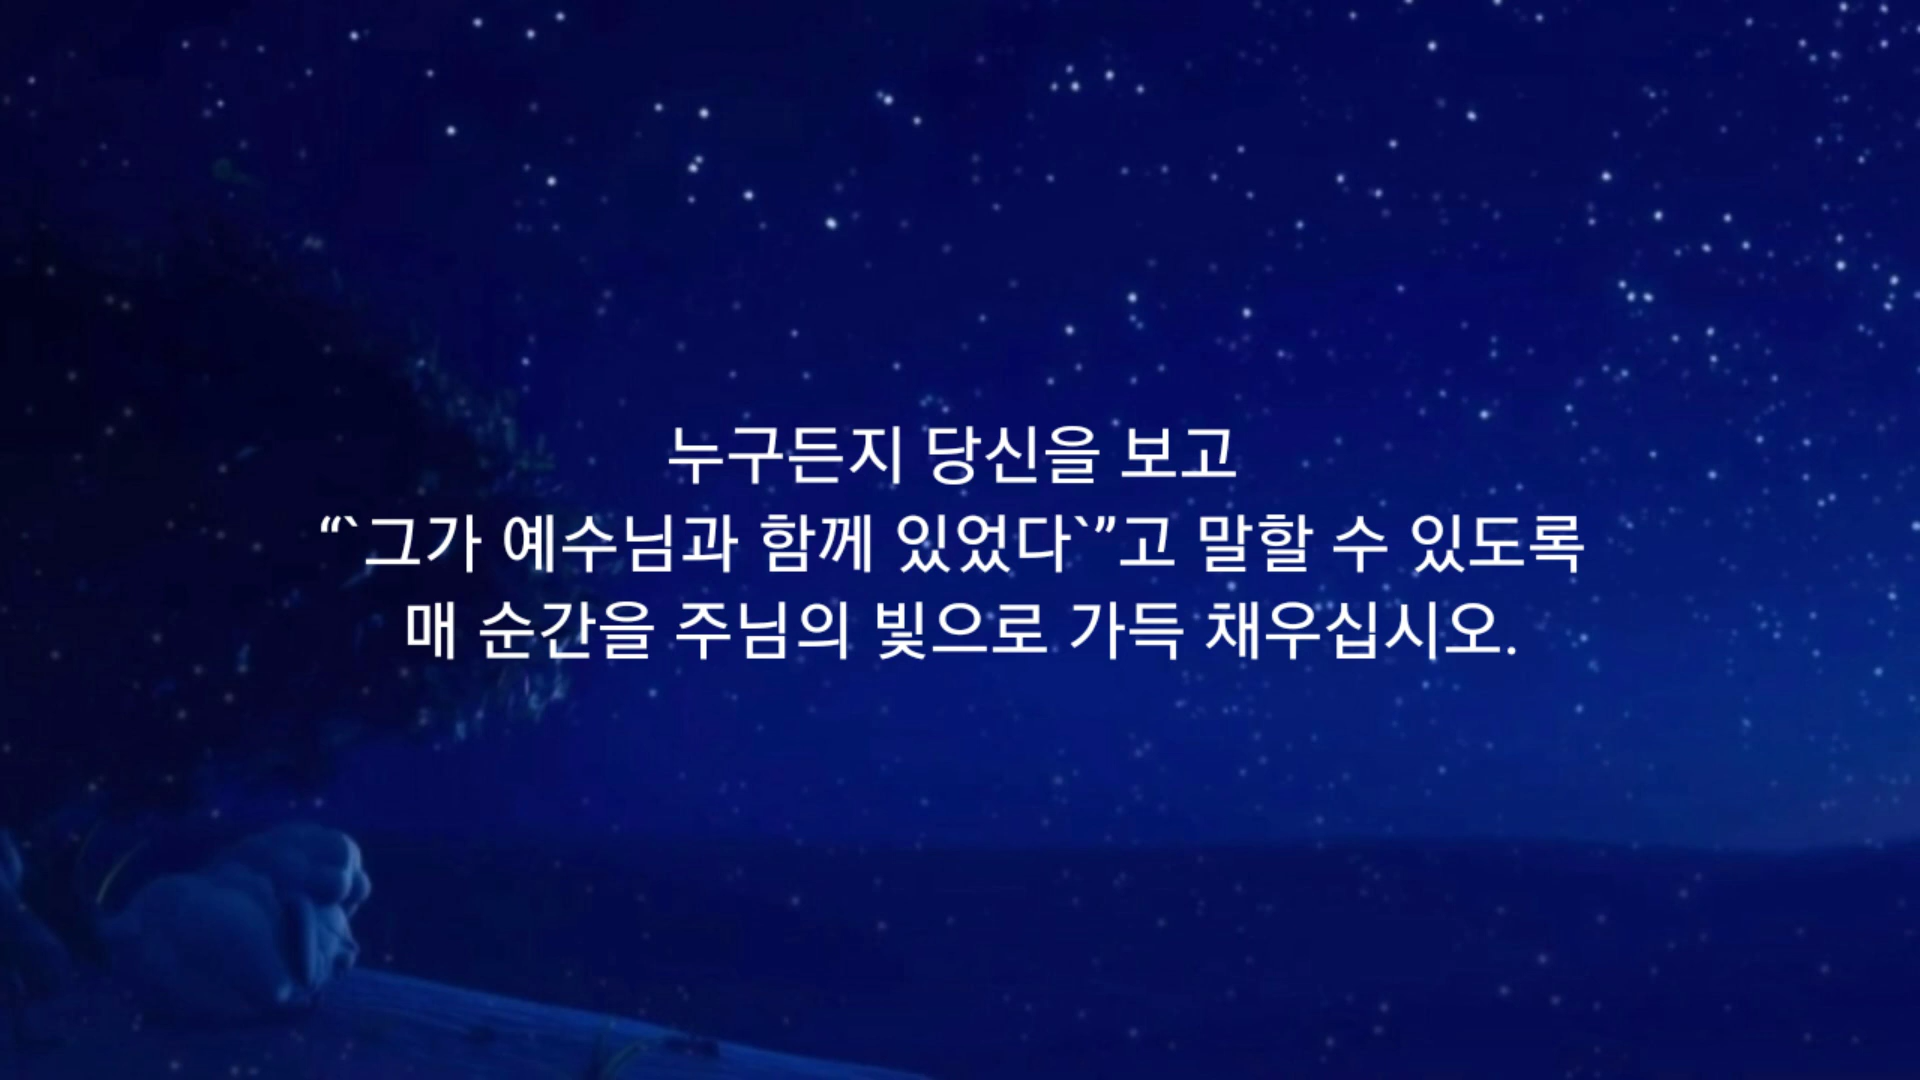 누구든지 당신을 보고
“`그가 예수님과 함께 있었다`”고 말할 수 있도록
매 순간을 주님의 빛으로 가득 채우십시오.